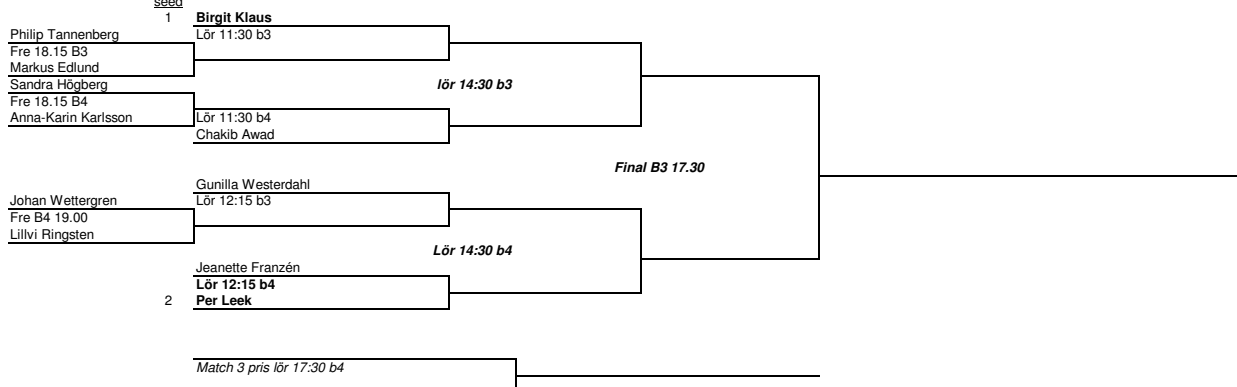 seed
1 Birgit Klaus
Philip Tannenberg Lör 11:30 b3
Fre 18.15 B3
Markus Edlund
Sandra Högberg lör 14:30 b3
Fre 18.15 B4
Anna-Karin Karlsson Lör 11:30 b4
Chakib Awad
Final B3 17.30
Gunilla Westerdahl
Johan Wettergren Lör 12:15 b3
Fre B4 19.00
Lillvi Ringsten
Lör 14:30 b4
Jeanette Franzén
Lör 12:15 b4
2 Per Leek
Match 3 pris lör 17:30 b4